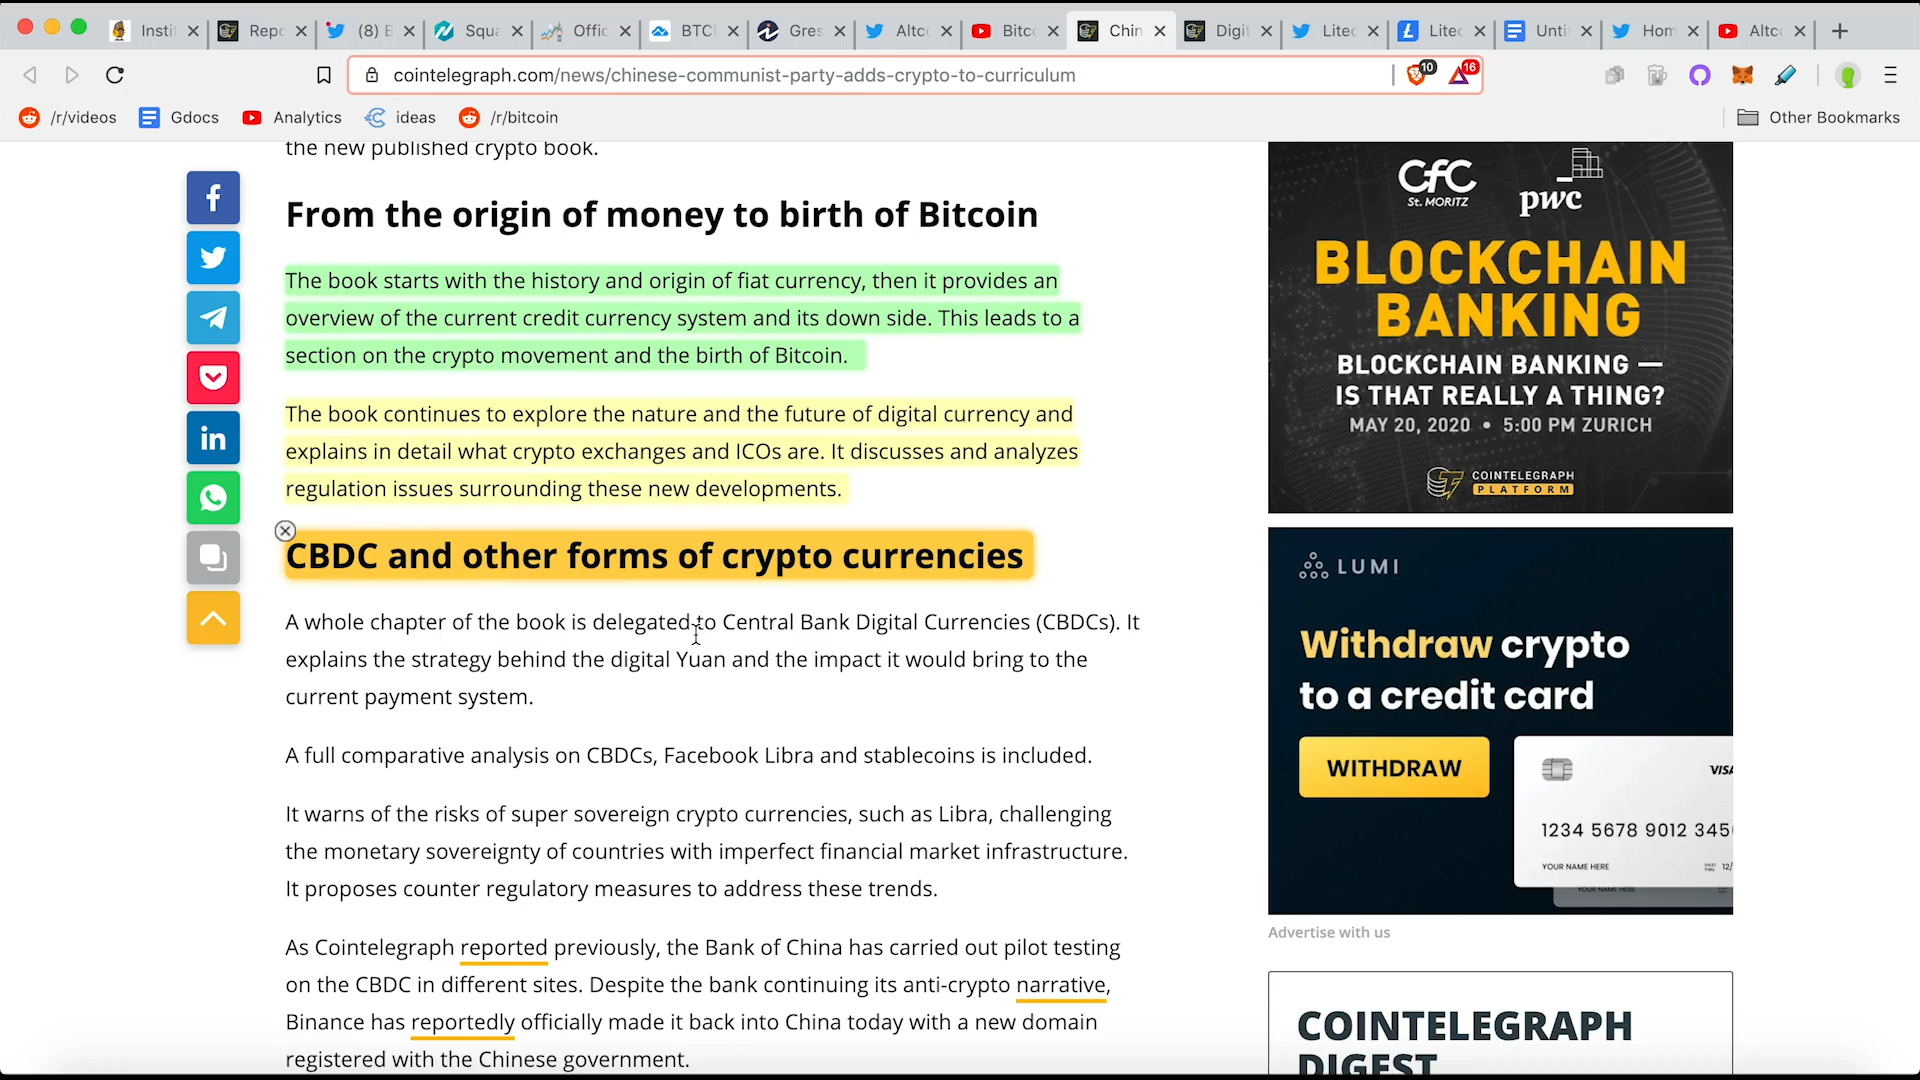 Insti
Repo
(8) B
Squa
Offic
BTC
Gres
Altc
Bitco
Chin
Digit
Litec
Litec
Unti
Hom
Altc
cointelegraph.com/news/chinese-communist-party-adds-crypto-to-curriculum
10
16
/r/videos
Gdocs
Analytics
ideas
/r/bitcoin
Other Bookmarks
the new published crypto book.
From the origin of money to birth of Bitcoin
The book starts with the history and origin of fiat currency, then it provides an
overview of the current credit currency system and its down side. This leads to a
section on the crypto movement and the birth of Bitcoin.
The book continues to explore the nature and the future of digital currency and
explains in detail what crypto exchanges and ICOs are. It discusses and analyzes
regulation issues surrounding these new developments.
CBDC and other forms of crypto currencies
A whole chapter of the book is delegated to Central Bank Digital Currencies (CBDCs). It
explains the strategy behind the digital Yuan and the impact it would bring to the
current payment system.
A full comparative analysis on CBDCs, Facebook Libra and stablecoins is included.
It warns of the risks of super sovereign crypto currencies, such as Libra, challenging
the monetary sovereignty of countries with imperfect financial market infrastructure.
It proposes counter regulatory measures to address these trends.
As Cointelegraph reported previously, the Bank of China has carried out pilot testing
on the CBDC in different sites. Despite the bank continuing its anti-crypto narrative,
Binance has reportedly officially made it back into China today with a new domain
registered with the Chinese government.
CfC
St. MORITZ
pwc
BLOCKCHAIN
BANKING
BLOCKCHAIN BANKING —
IS THAT REALLY A THING?
MAY 20, 2020 • 5:00 PM ZURICH
COINTELEGRAPH
PLATFORM
LUMI
Withdraw crypto
to a credit card
WITHDRAW
VISA
1234 5678 9012 345
YOUR NAME HERE
12/
YOUR NAME HERE
Advertise with us
COINTELEGRAPH
DIGEST